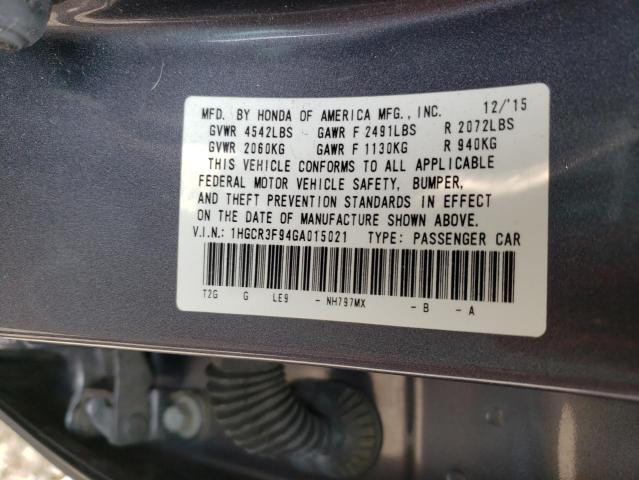 MFD. BY HONDA OF AMERICA MFG., INC. 12/'15
GVWR 4542LBS GAWR F 2491LBS R 2072LBS
GVWR 2060KG GAWR F 1130KG R 940KG
THIS VEHICLE CONFORMS TO ALL APPLICABLE
FEDERAL MOTOR VEHICLE SAFETY, BUMPER,
AND THEFT PREVENTION STANDARDS IN EFFECT
ON THE DATE OF MANUFACTURE SHOWN ABOVE.
V.I.N.: 1HGCR3F94GA015021 TYPE: PASSENGER CAR
T2G G LE9 - NH797MX - B - A